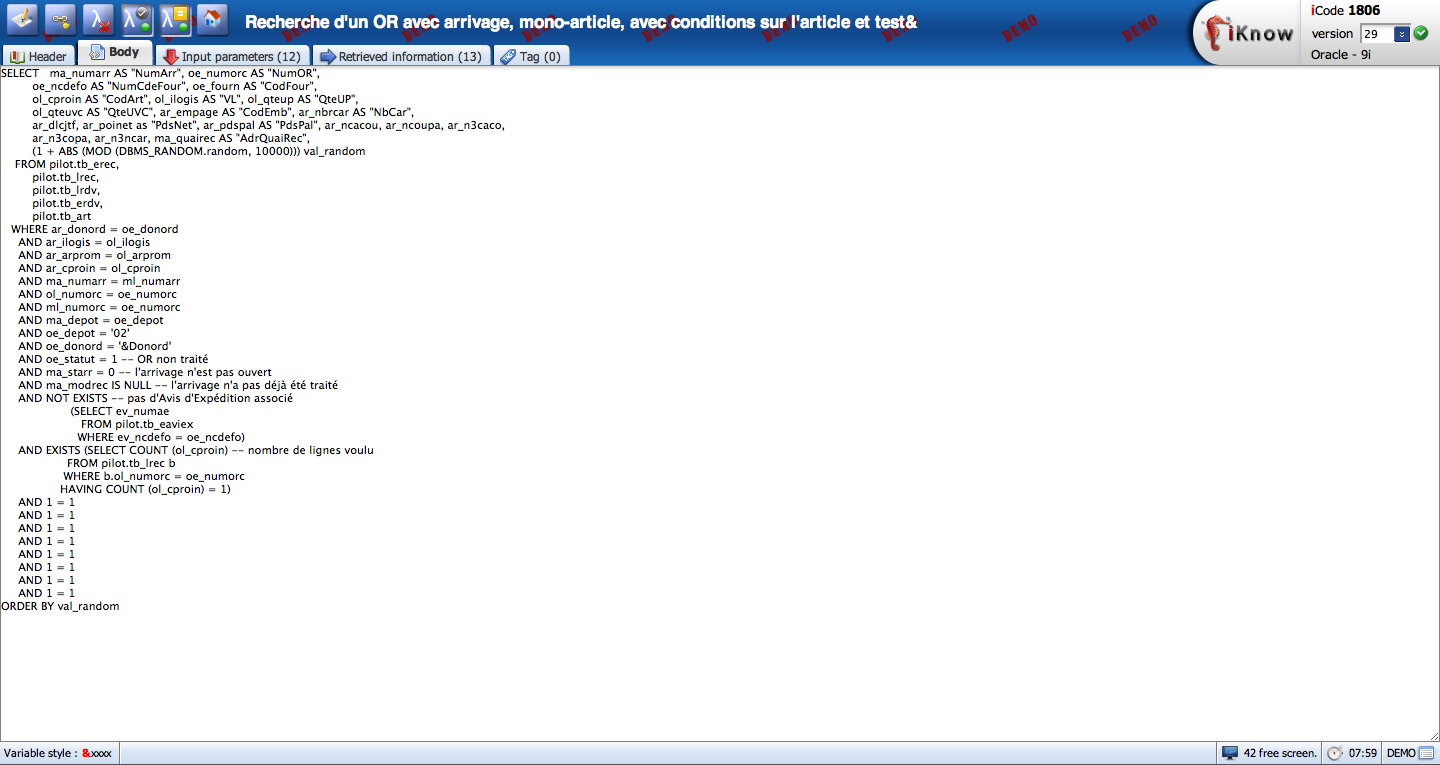 Recherche d'un OR avec arrivage, mono-article, avec conditions sur l'article et test&
DEMO DEMO DEMO DEMO DEMO DEMO DEMO DEMO
iKnow
iCode 1806
version 29
Oracle - 9i
Header Body Input parameters (12) Retrieved information (13) Tag (0)
SELECT ma_numarr AS "NumArr", oe_numorc AS "NumOR",
oe_ncdefo AS "NumCdeFour", oe_fourn AS "CodFour",
ol_cproin AS "CodArt", ol_ilogis AS "VL", ol_qteup AS "QteUP",
ol_qteuvc AS "QteUVC", ar_empage AS "CodEmb", ar_nbrcar AS "NbCar",
ar_dlcjtf, ar_poinet as "PdsNet", ar_pdspal AS "PdsPal", ar_ncacou, ar_ncoupa, ar_n3caco,
ar_n3copa, ar_n3ncar, ma_quairec AS "AdrQuaiRec",
(1 + ABS (MOD (DBMS_RANDOM.random, 10000))) val_random
FROM pilot.tb_erec,
pilot.tb_lrec,
pilot.tb_lrdv,
pilot.tb_erdv,
pilot.tb_art
WHERE ar_donord = oe_donord
AND ar_ilogis = ol_ilogis
AND ar_arprom = ol_arprom
AND ar_cproin = ol_cproin
AND ma_numarr = ml_numarr
AND ol_numorc = oe_numorc
AND ml_numorc = oe_numorc
AND ma_depot = oe_depot
AND oe_depot = '02'
AND oe_donord = '&Donord'
AND oe_statut = 1 -- OR non traité
AND ma_starr = 0 -- l'arrivage n'est pas ouvert
AND ma_modrec IS NULL -- l'arrivage n'a pas déjà été traité
AND NOT EXISTS -- pas d'Avis d'Expédition associé
(SELECT ev_numae
FROM pilot.tb_eaviex
WHERE ev_ncdefo = oe_ncdefo)
AND EXISTS (SELECT COUNT (ol_cproin) -- nombre de lignes voulu
FROM pilot.tb_lrec b
WHERE b.ol_numorc = oe_numorc
HAVING COUNT (ol_cproin) = 1)
AND 1 = 1
AND 1 = 1
AND 1 = 1
AND 1 = 1
AND 1 = 1
AND 1 = 1
AND 1 = 1
AND 1 = 1
ORDER BY val_random
Variable style : &xxxx
42 free screen. 07:59 DEMO